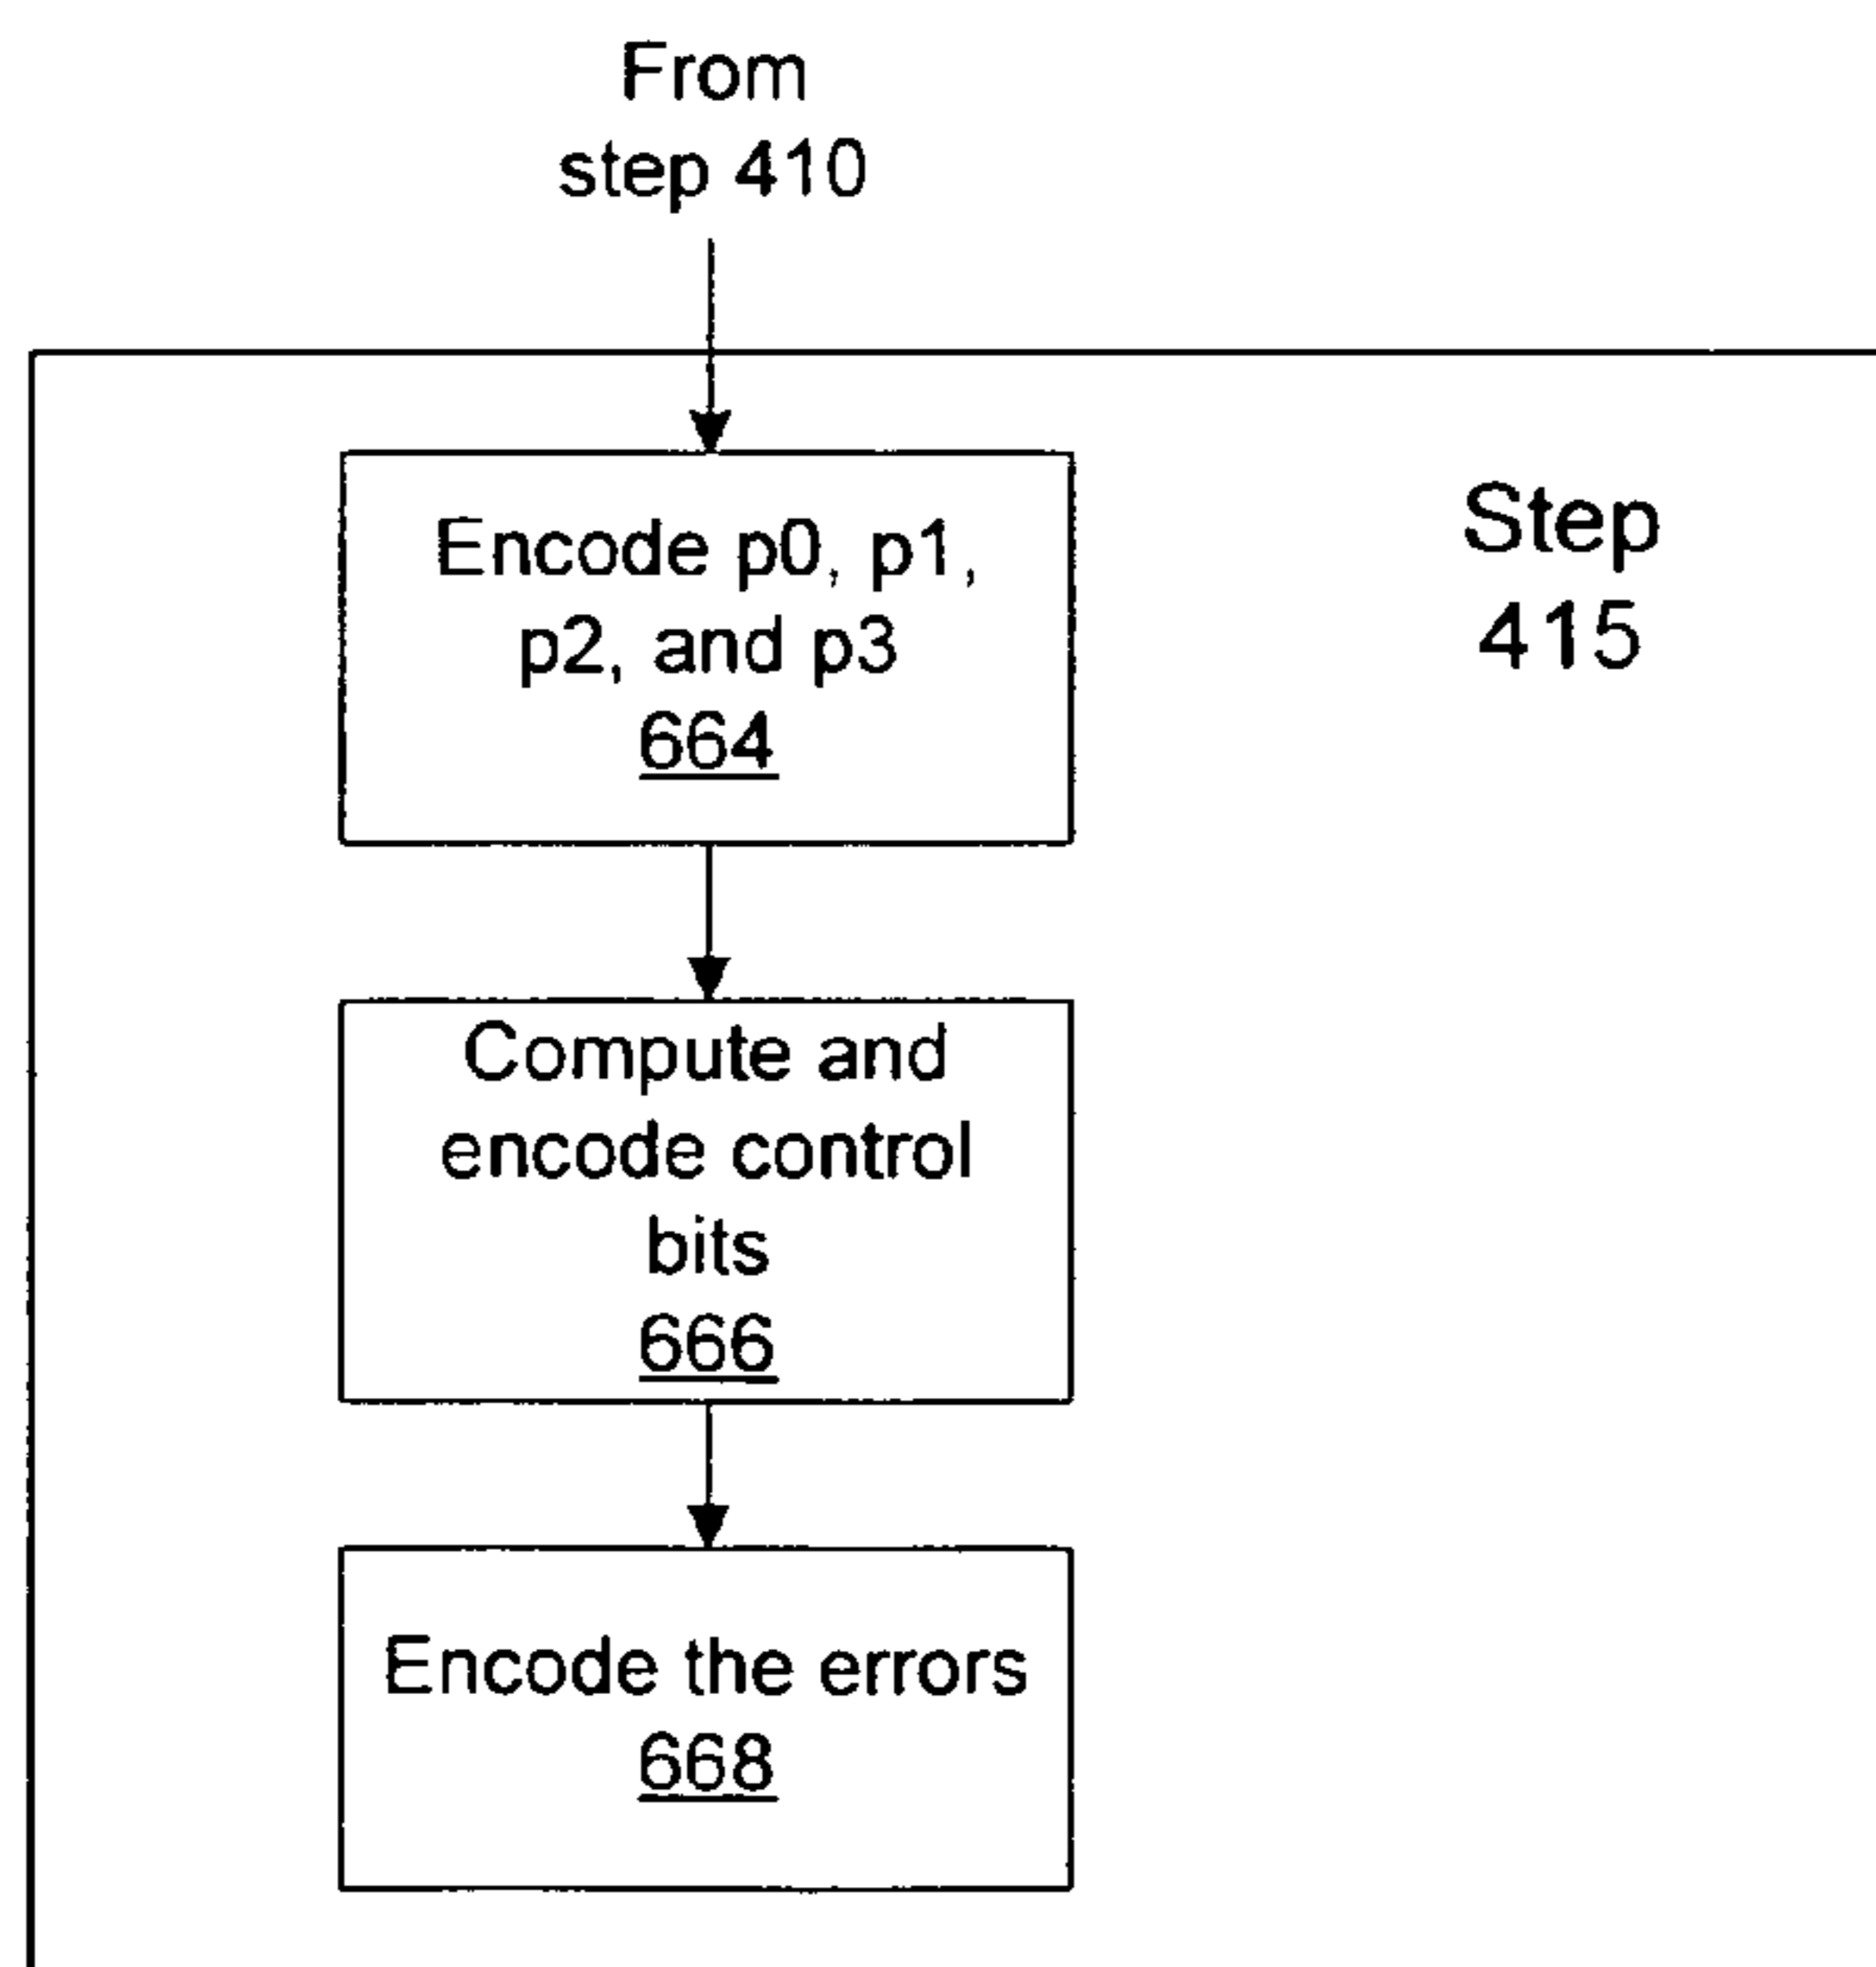 From
step 410
Encode p0, p1,
p2, and p3
664
Step
415
Compute and
encode control
bits
666
Encode the errors
668